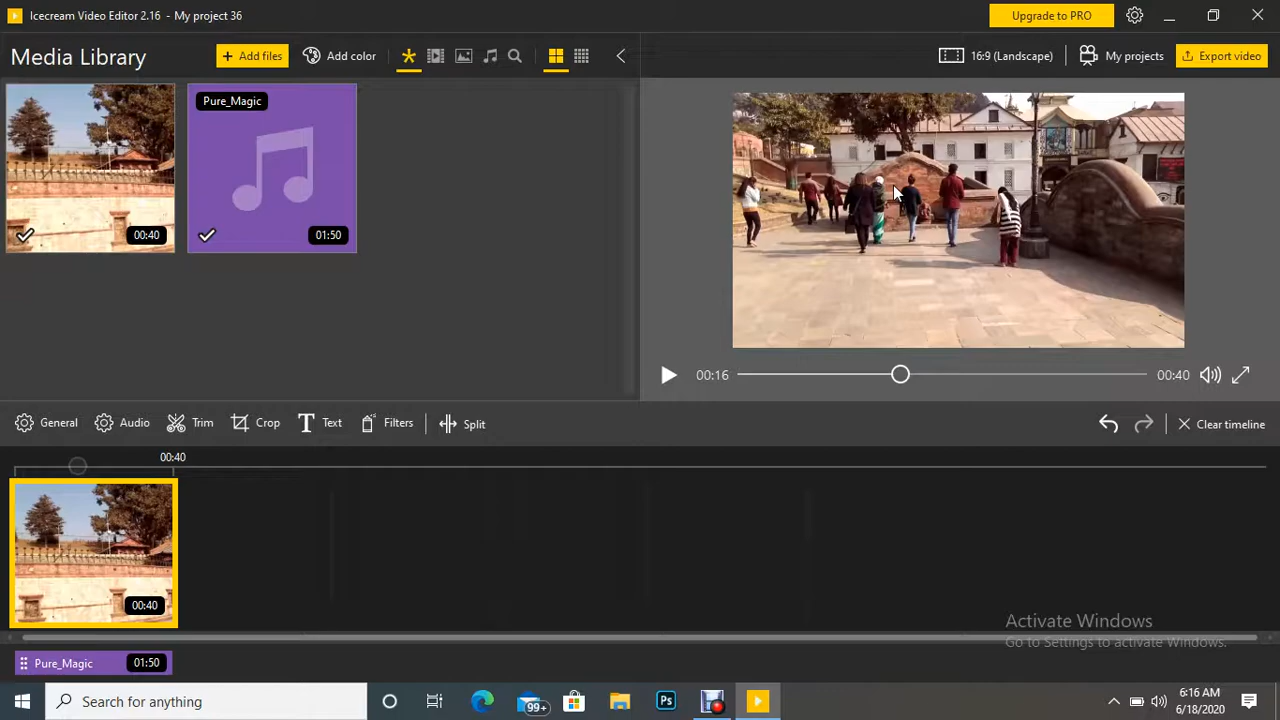 Icecream Video Editor 2.16 - My project 36
Upgrade to PRO
Media Library
Add files
Add color
16:9 (Landscape)
My projects
Export video
00:40
Pure_Magic
01:50
00:16
00:40
General
Audio
Trim
Crop
Text
Filters
Split
Clear timeline
00:40
00:40
Activate Windows
Go to Settings to activate Windows.
Pure_Magic
01:50
Search for anything
99+
Ps
6:16 AM
6/18/2020